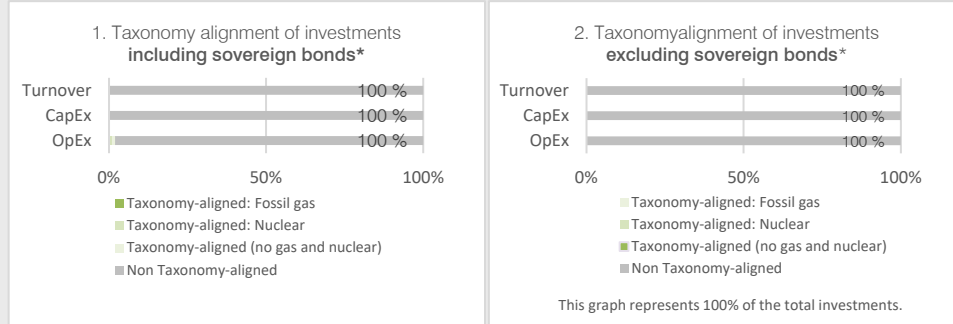 1. Taxonomy alignment of investments
including sovereign bonds*
Turnover
100 %
CapEx
100 %
OpEx
100 %
0%
50%
100%
Taxonomy-aligned: Fossil gas
Taxonomy-aligned: Nuclear
Taxonomy-aligned (no gas and nuclear)
Non Taxonomy-aligned
2. Taxonomyalignment of investments
excluding sovereign bonds*
Turnover
100 %
CapEx
100 %
OpEx
100 %
0%
50%
100%
Taxonomy-aligned: Fossil gas
Taxonomy-aligned: Nuclear
Taxonomy-aligned (no gas and nuclear)
Non Taxonomy-aligned
This graph represents 100% of the total investments.